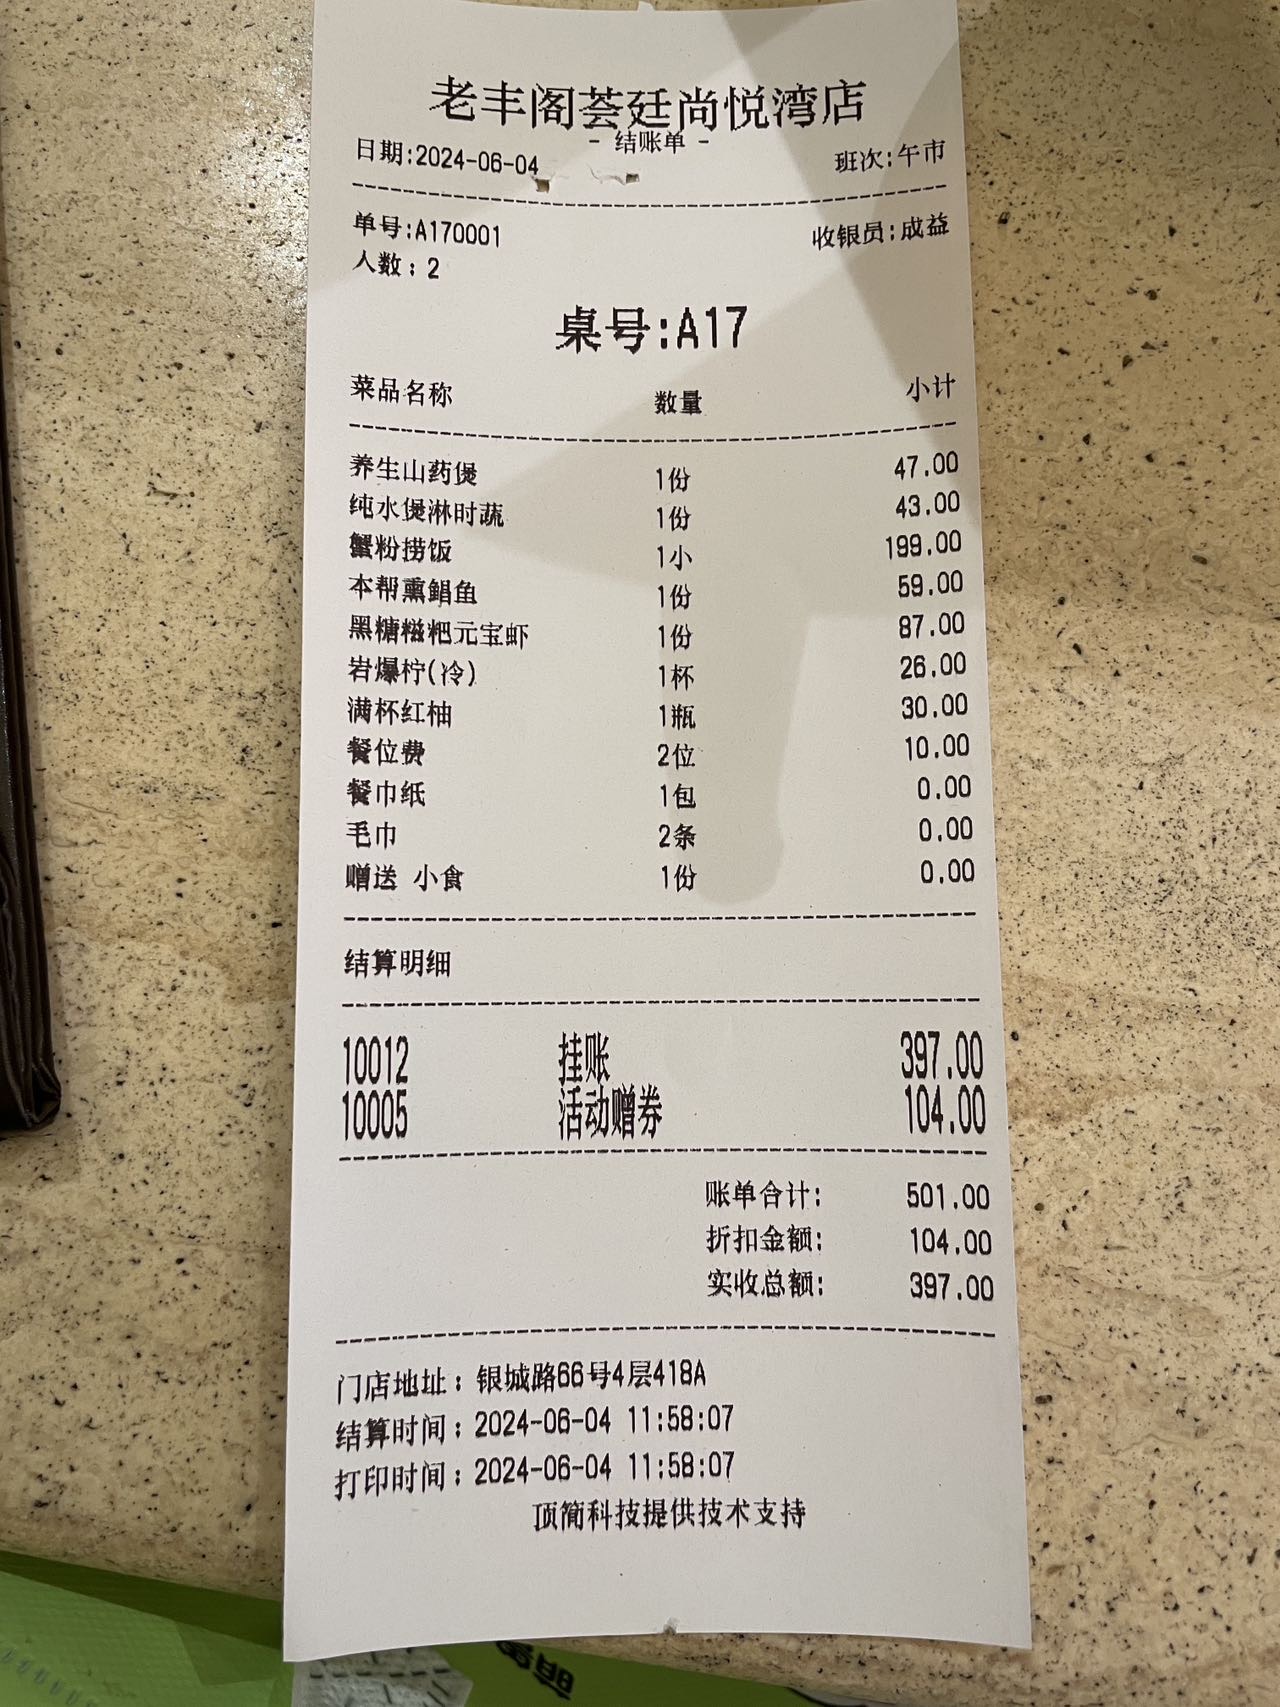 老丰阁荟廷尚悦湾店
- 结账单 -
日期:2024-06-04 班次:午市
单号:A170001 收银员:成益
人数：2
桌号:A17
菜品名称 数量 小计
养生山药煲 1份 47.00
纯水煲淋时蔬 1份 43.00
蟹粉捞饭 1小 199.00
本帮熏鲳鱼 1份 59.00
黑糖糍粑元宝虾 1份 87.00
岩爆柠(冷) 1杯 26.00
满杯红柚 1瓶 30.00
餐位费 2位 10.00
餐巾纸 1包 0.00
毛巾 2条 0.00
赠送 小食 1份 0.00
结算明细
10012 挂账 397.00
10005 活动赠券 104.00
账单合计: 501.00
折扣金额: 104.00
实收总额: 397.00
门店地址：银城路66号4层418A
结算时间：2024-06-04 11:58:07
打印时间：2024-06-04 11:58:07
顶简科技提供技术支持